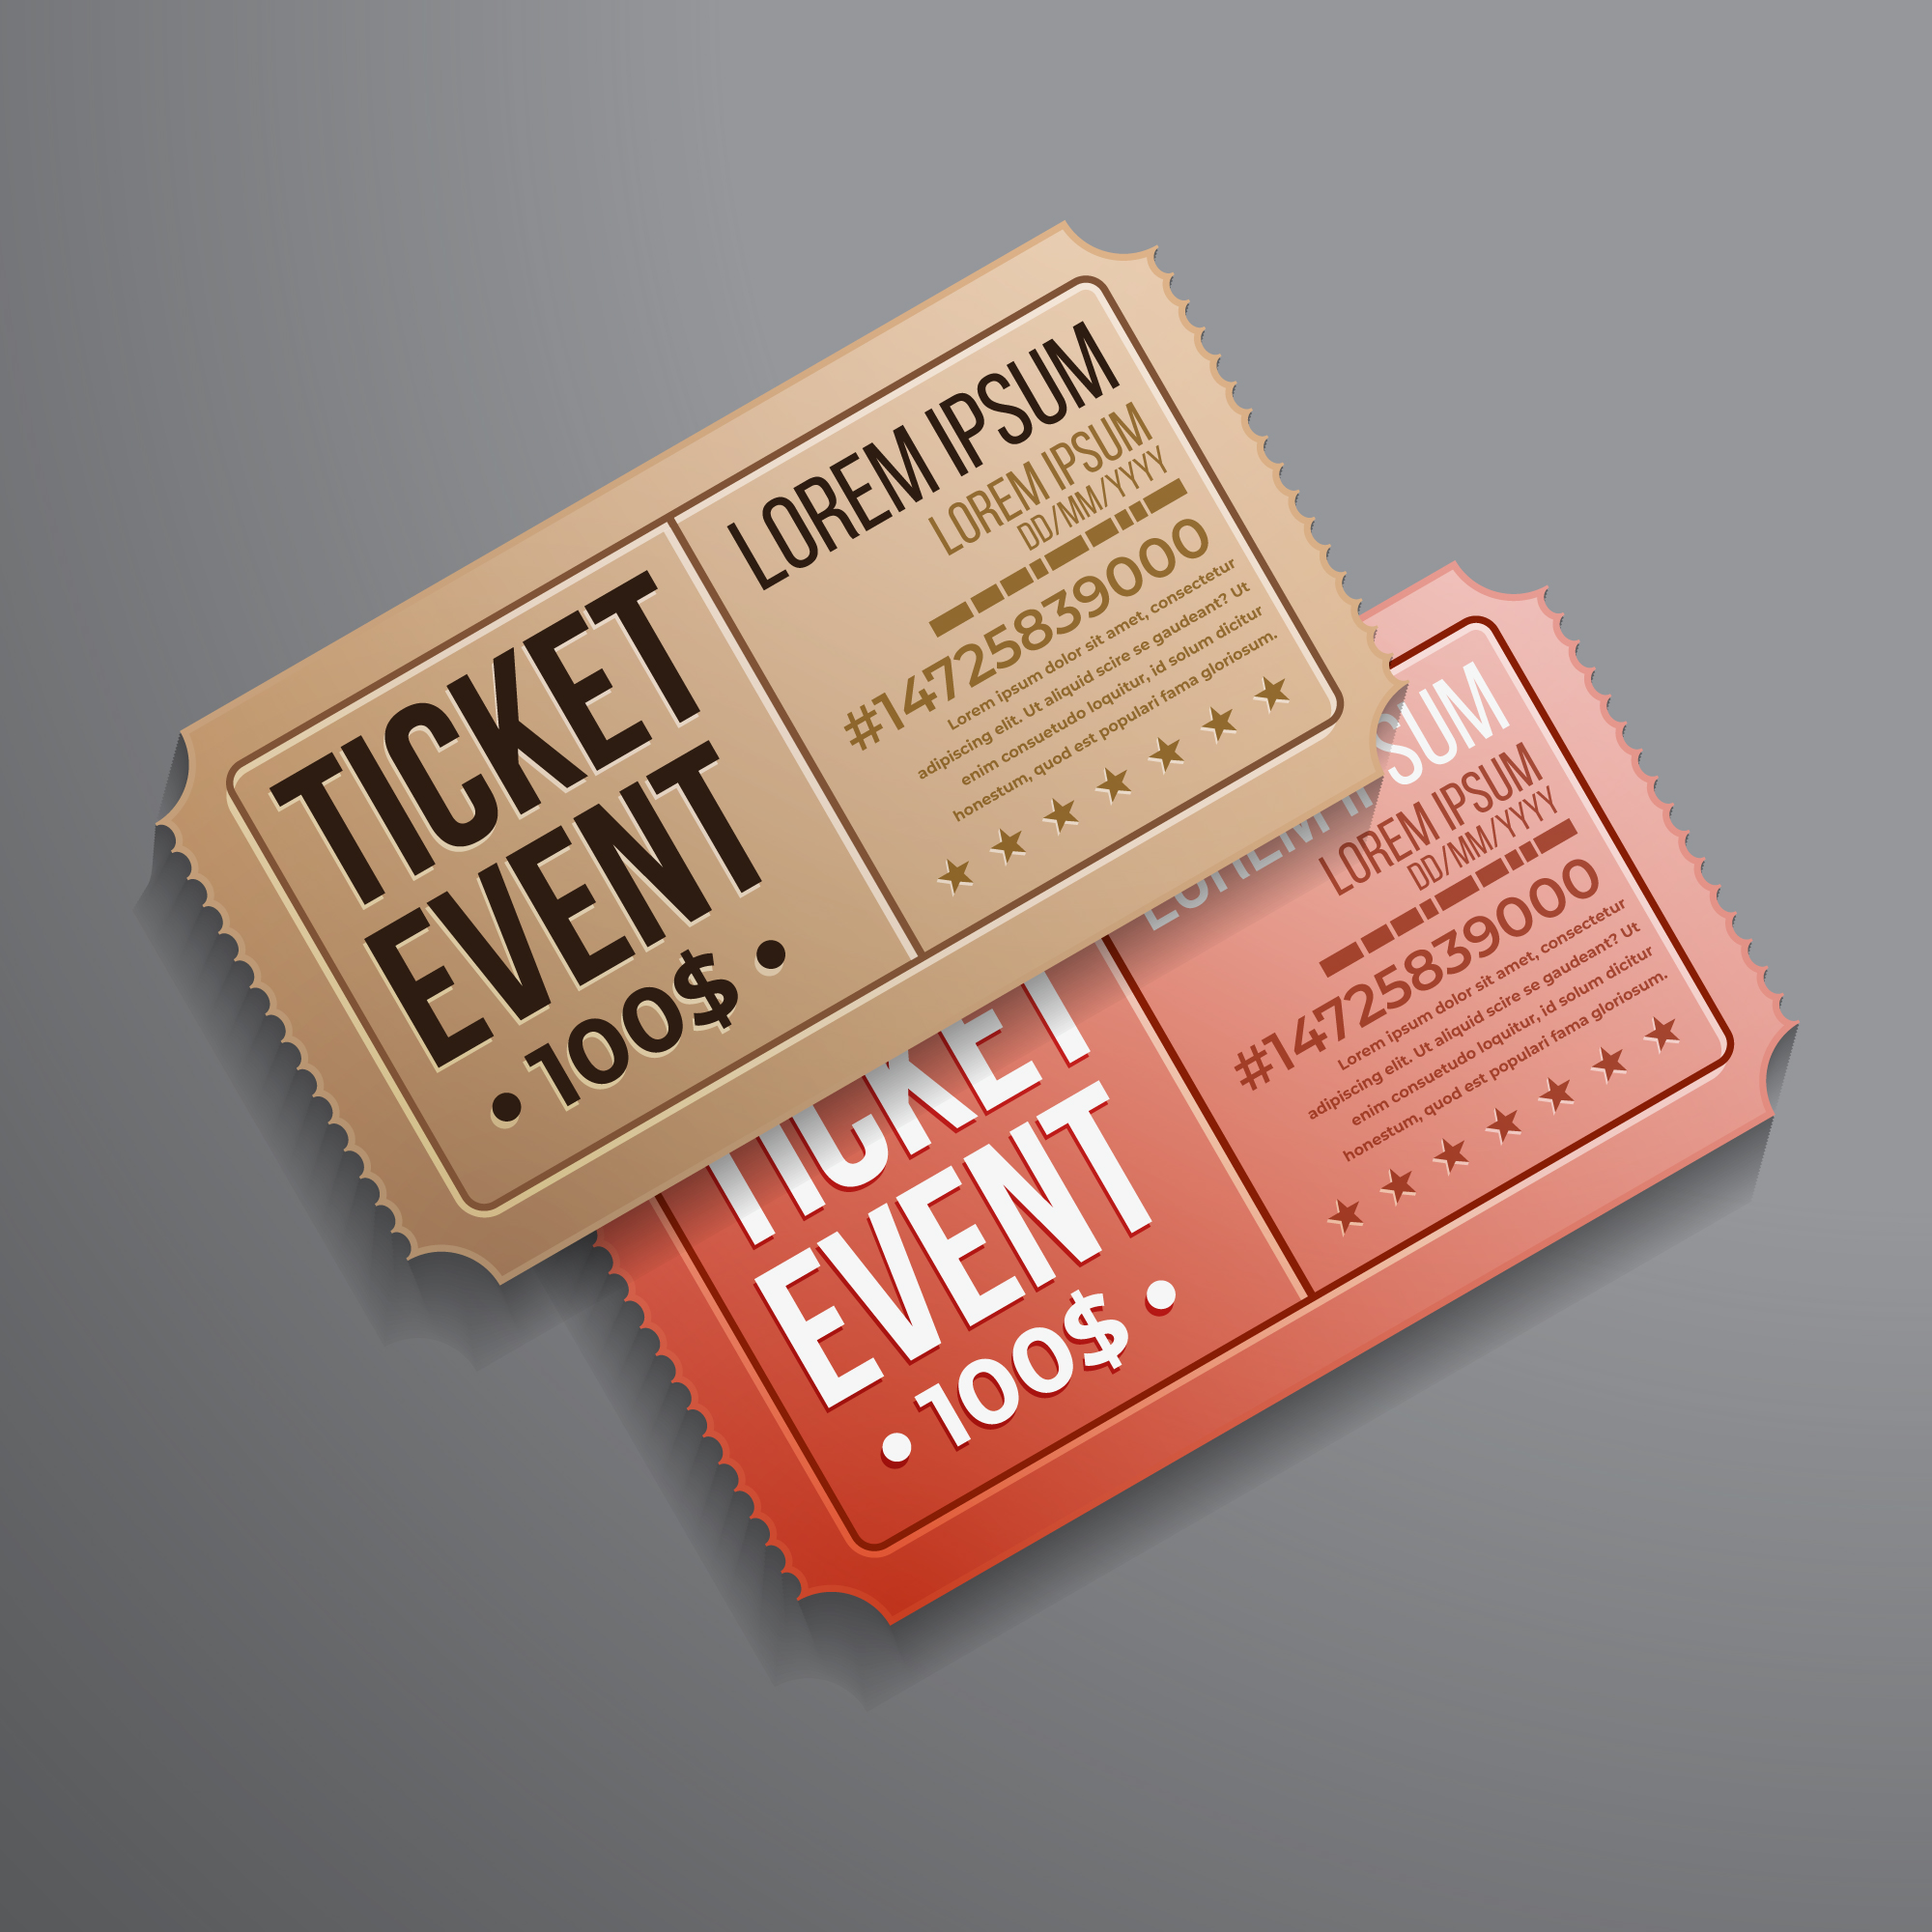 TICKET
EVENT
• 100$ •
LOREM IPSUM
LOREM IPSUM
DD/MM/YYYY
#14725839000
Lorem ipsum dolor sit amet, consectetur
adipiscing elit. Ut aliquid scire se gaudeant? Ut
enim consuetudo loquitur, id solum dicitur
honestum, quod est populari fama gloriosum.
TICKET
EVENT
• 100$ •
LOREM IPSUM
LOREM IPSUM
DD/MM/YYYY
#14725839000
Lorem ipsum dolor sit amet, consectetur
adipiscing elit. Ut aliquid scire se gaudeant? Ut
enim consuetudo loquitur, id solum dicitur
honestum, quod est populari fama gloriosum.